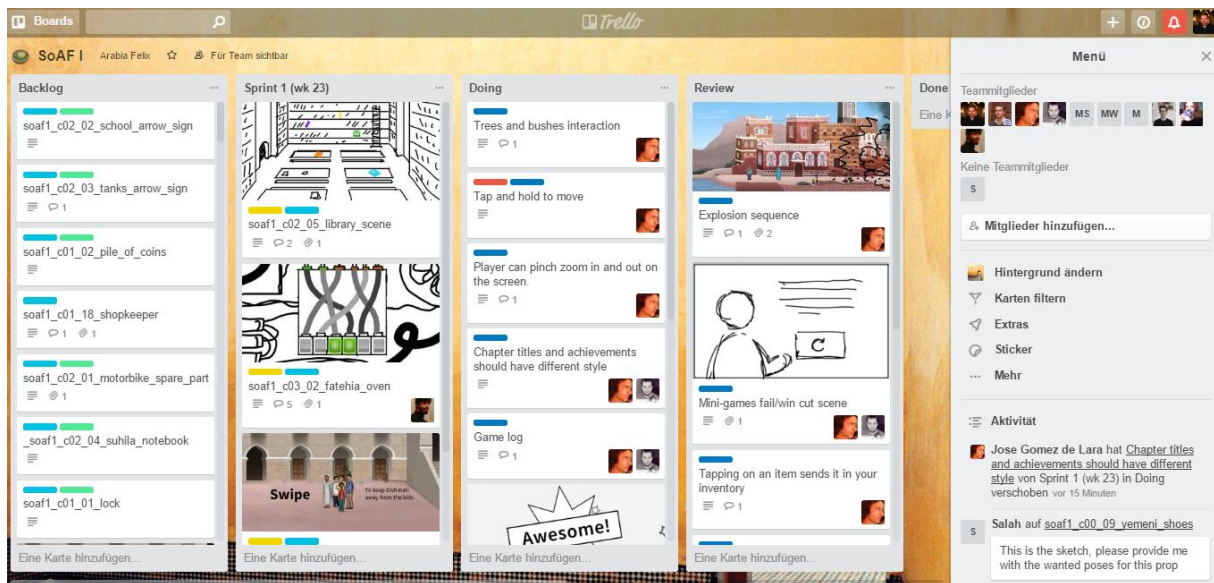 Boards
Trello
SoAF I
Arabia Felix
Für Team sichtbar
Backlog
soaf1_c02_02_school_arrow_sign
soaf1_c02_03_tanks_arrow_sign
1
soaf1_c01_02_pile_of_coins
soaf1_c01_18_shopkeeper
1 1
soaf1_c02_01_motorbike_spare_part
1
_soaf1_c02_04_suhila_notebook
soaf1_c01_01_lock
Eine Karte hinzufügen...
Sprint 1 (wk 23)
soaf1_c02_05_library_scene
2 1
soaf1_c03_02_fatehia_oven
5 1
Swipe
To keep Elohman
away from the kids.
Eine Karte hinzufügen...
Doing
Trees and bushes interaction
1
Tap and hold to move
Player can pinch zoom in and out on
the screen.
1
Chapter titles and achievements
should have different style
Game log
1
Awesome!
Eine Karte hinzufügen...
Review
Explosion sequence
1 2
Mini-games fail/win cut scene
1
Tapping on an item sends it in your
inventory
1
Eine Karte hinzufügen...
Done
Eine K
Menü
Teammitglieder
MS MW M
Keine Teammitglieder
S
Mitglieder hinzufügen...
Hintergrund ändern
Karten filtern
Extras
Sticker
Mehr
Aktivität
Jose Gomez de Lara hat Chapter titles
and achievements should have different
style von Sprint 1 (wk 23) in Doing
verschoben vor 15 Minuten
S
Salah auf soaf1_c00_09_yemeni_shoes
This is the sketch, please provide me
with the wanted poses for this prop